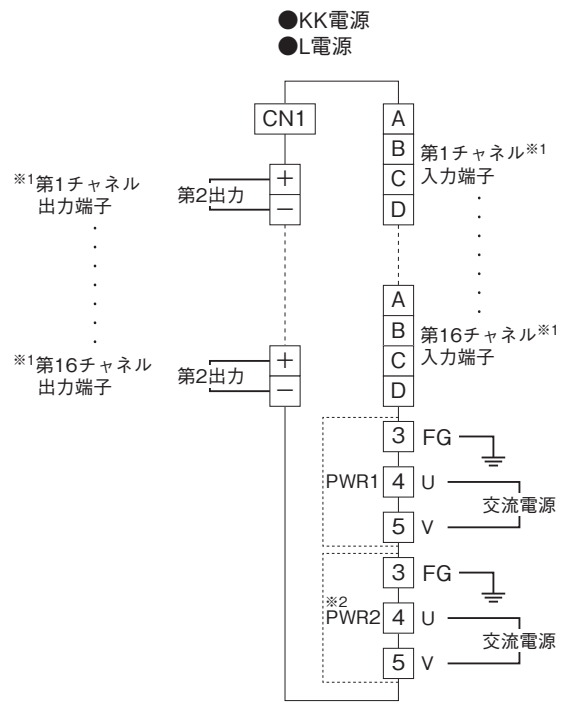 ●KK電源
●L電源
CN1
A
B
C
D
第1チャネル※1
入力端子
※1第1チャネル
出力端子
第2出力
+
−
A
B
C
D
第16チャネル※1
入力端子
※1第16チャネル
出力端子
第2出力
+
−
PWR1
3 FG
4 U
5 V
交流電源
※2
PWR2
3 FG
4 U
5 V
交流電源